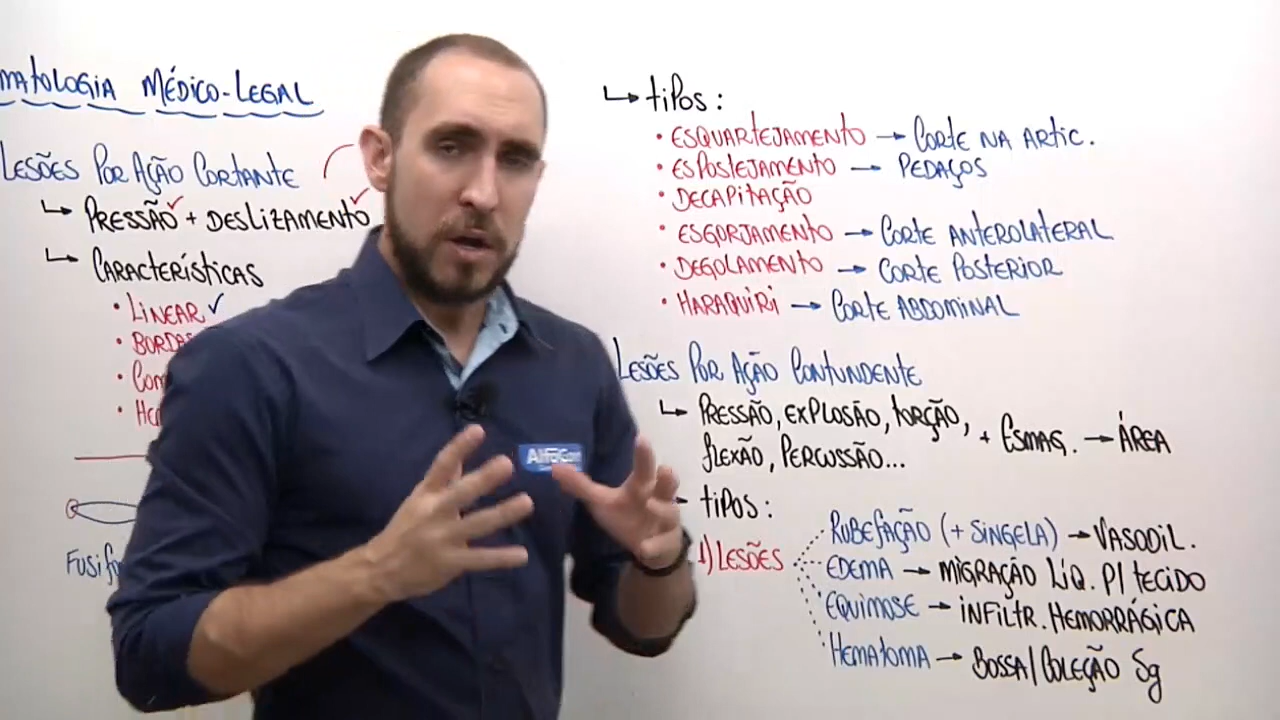 MATOLOGIA MÉDICO-LEGAL
LESÕES POR AÇÃO CORTANTE
PRESSÃO + DESLIZAMENTO
CARACTERÍSTICAS
• LINEAR
• BORDAS
FUSIF
TIPOS:
• ESQUARTEJAMENTO → CORTE NA ARTIC.
• ESPOSTEJAMENTO → PEDAÇOS
• DECAPITAÇÃO
• ESGORJAMENTO → CORTE ANTEROLATERAL
• DEGOLAMENTO → CORTE POSTERIOR
• HARAQUIRI → CORTE ABDOMINAL
LESÕES POR AÇÃO CONTUNDENTE
PRESSÃO, EXPLOSÃO, TORÇÃO,
FLEXÃO, PERCUSSÃO... + ESMAG. → ÁREA
TIPOS:
1) LESÕES
RUBEFAÇÃO (+ SINGELA) → VASODIL.
EDEMA → MIGRAÇÃO LÍQ. P/ TECIDO
EQUIMOSE → INFILTR. HEMORRÁGICA
HEMATOMA → BOSSA/COLEÇÃO Sg
AlfaCon